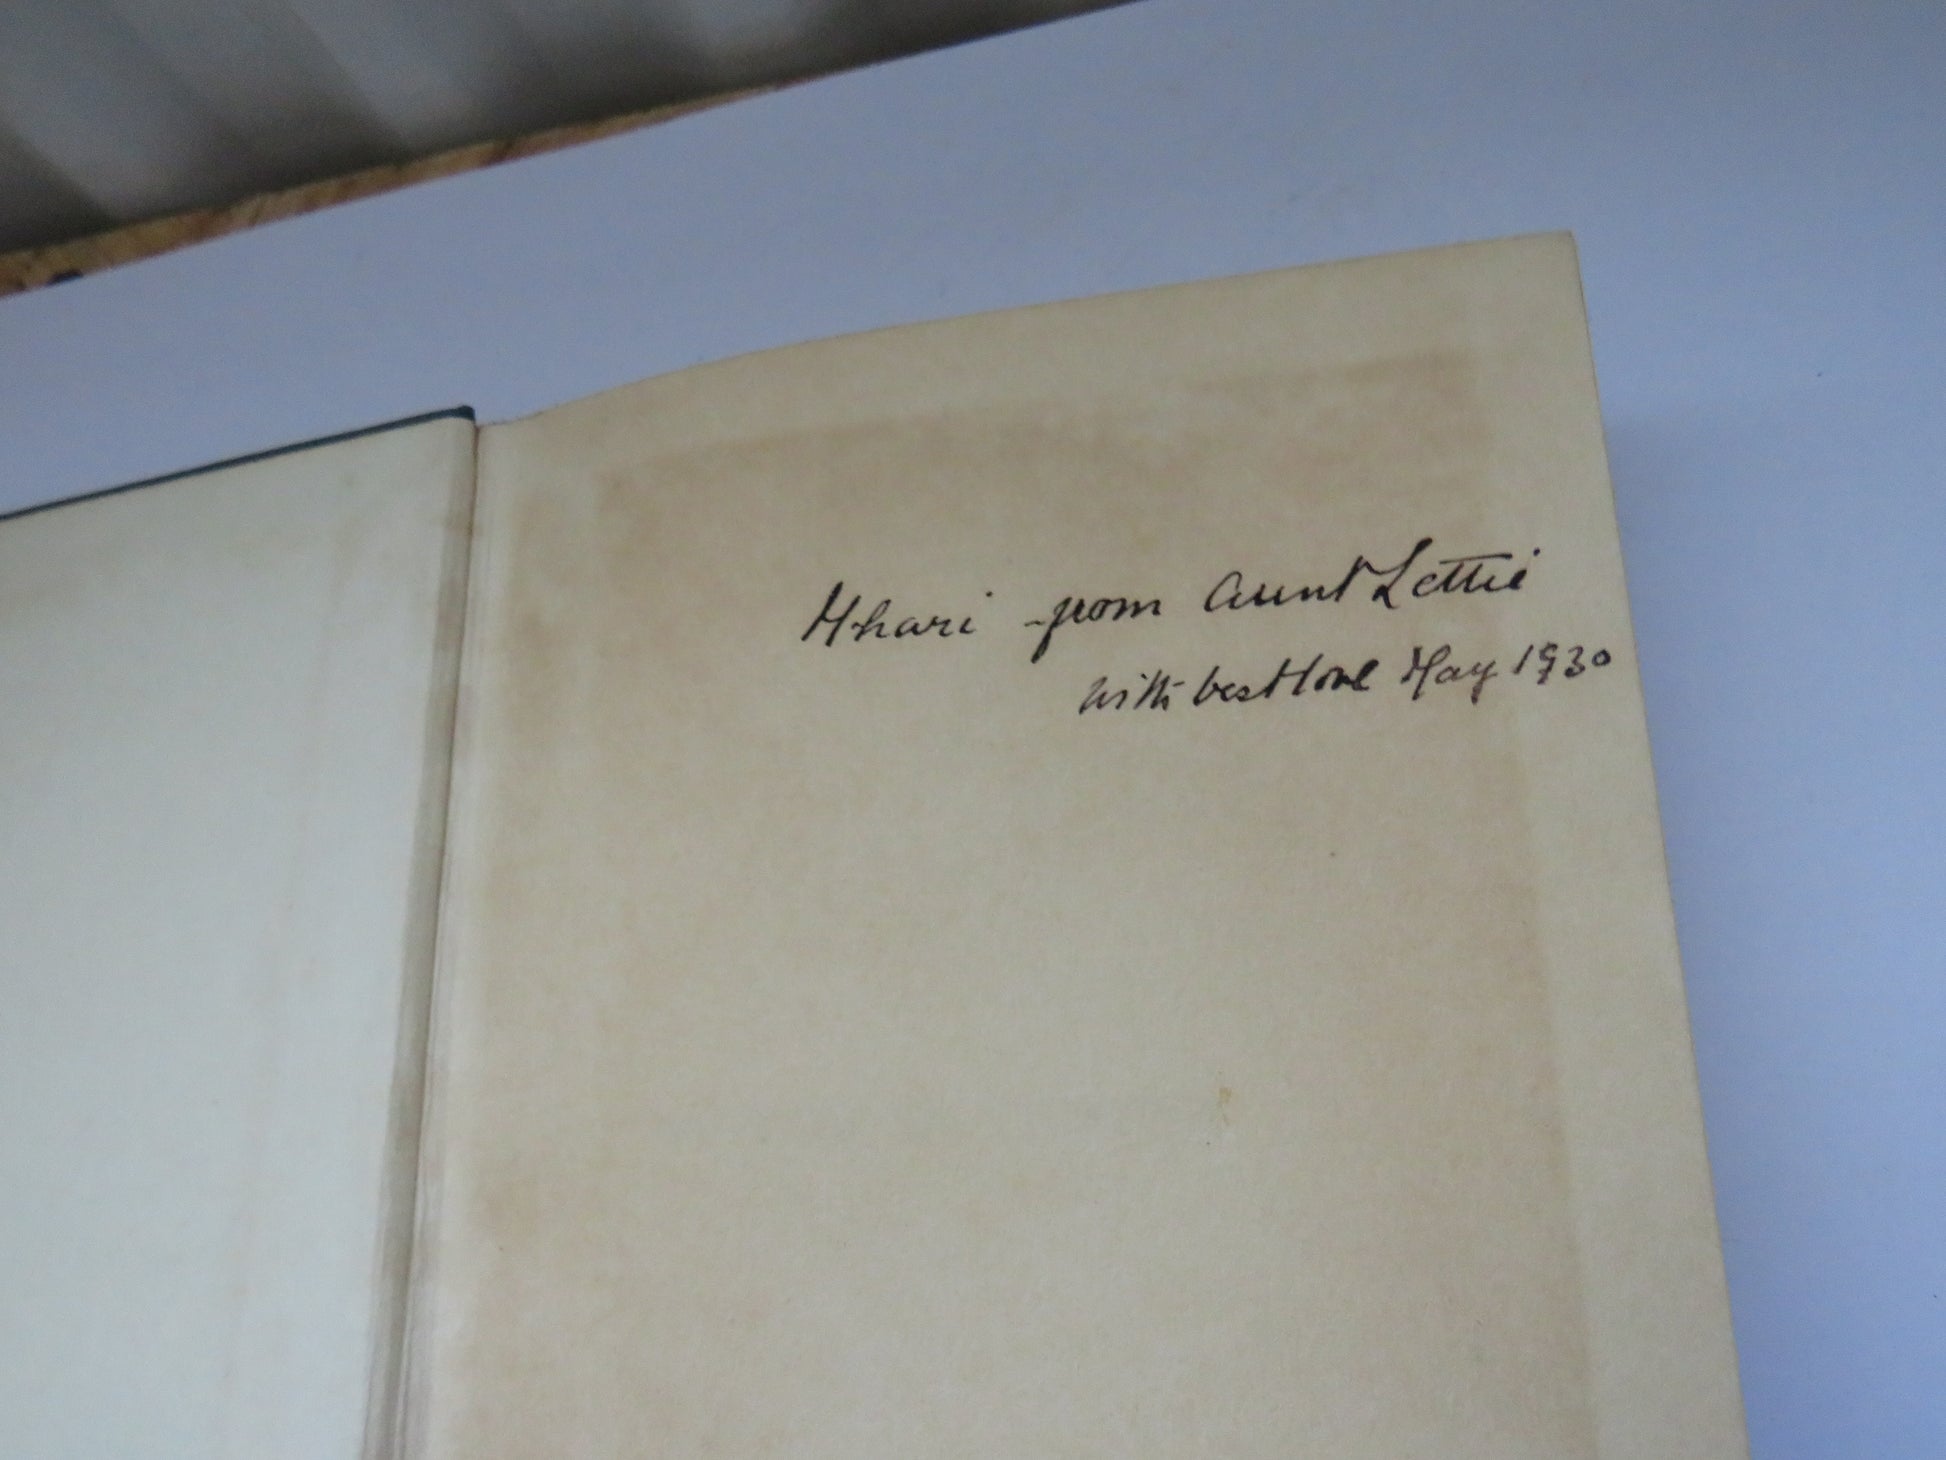 Mhari - from Aunt Lettie
with best love May 1930